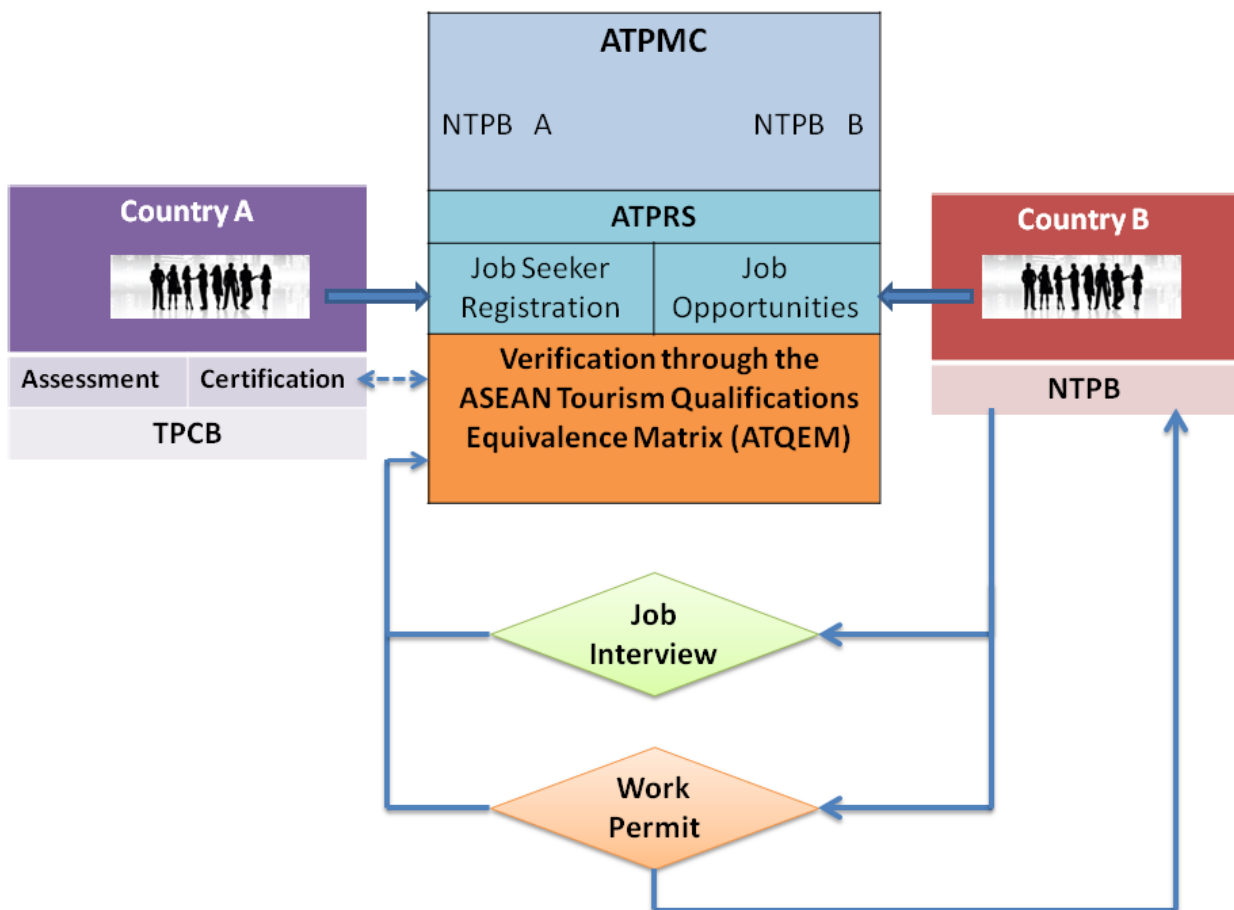 ATPMC
NTPB A
NTPB B
Country A
Assessment
Certification
TPCB
ATPRS
Job Seeker
Registration
Job
Opportunities
Verification through the
ASEAN Tourism Qualifications
Equivalence Matrix (ATQEM)
Country B
NTPB
Job
Interview
Work
Permit